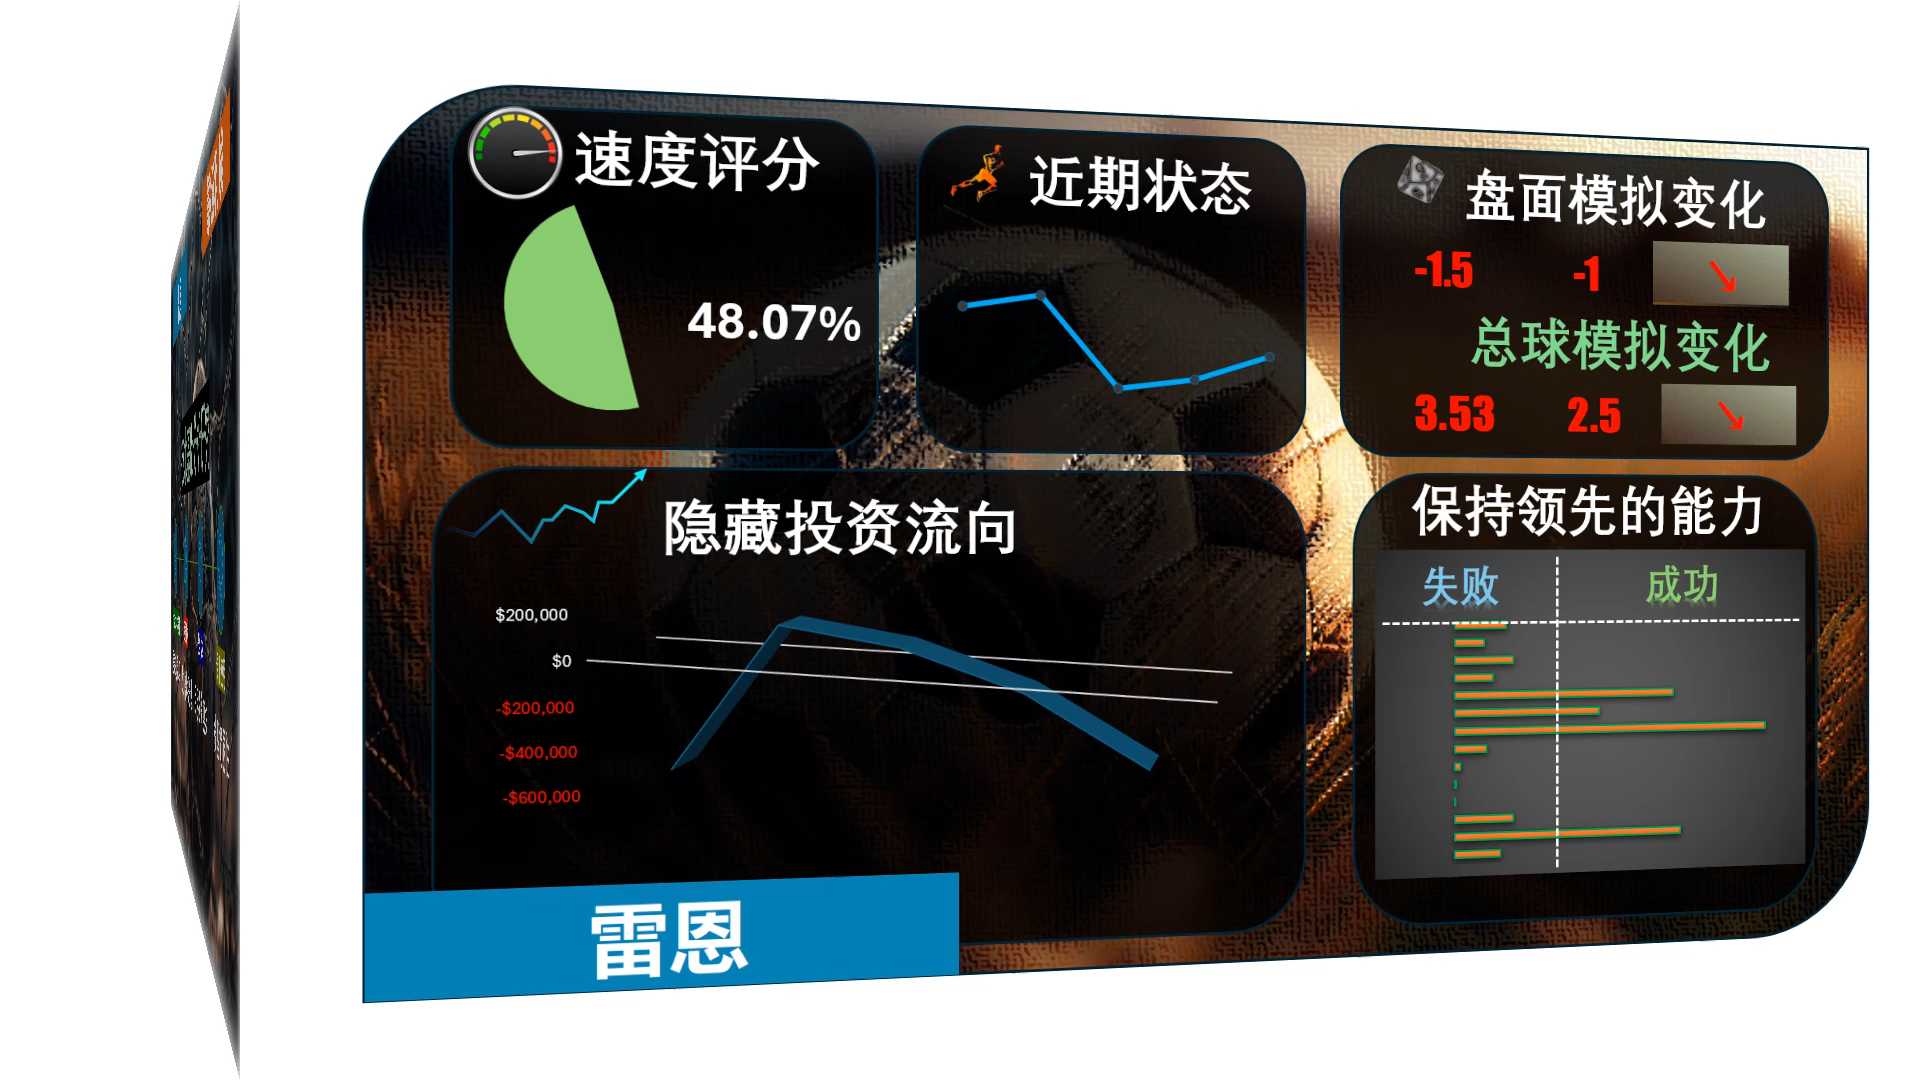 速度评分
48.07%
近期状态
盘面模拟变化
-1.5 -1 ↘
总球模拟变化
3.53 2.5 ↘
隐藏投资流向
$200,000
$0
-$200,000
-$400,000
-$600,000
保持领先的能力
失败 成功
雷恩